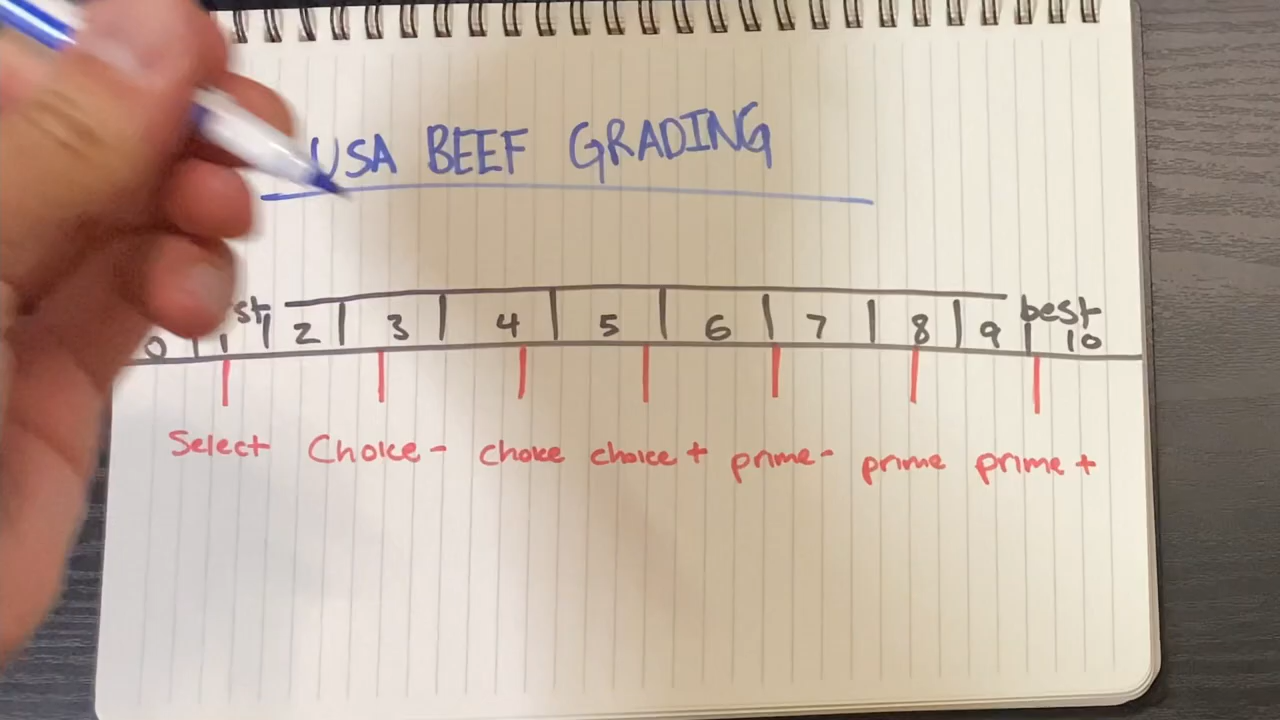 USA BEEF GRADING
best
0 1 2 3 4 5 6 7 8 9 10
Select Choice - choice choice + prime - prime prime +